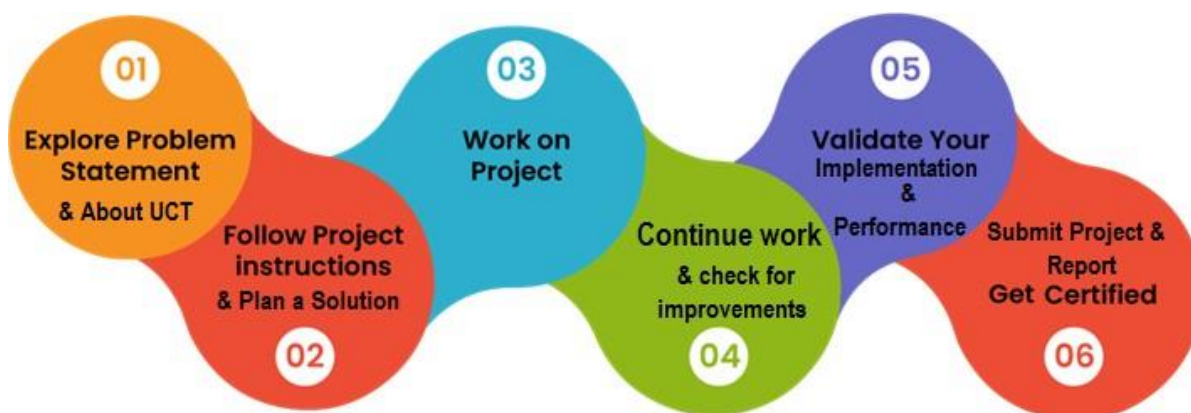 01
Explore Problem
Statement
& About UCT
Follow Project
instructions
& Plan a Solution
02
03
Work on
Project
Continue work
& check for
improvements
04
05
Validate Your
Implementation
&
Performance
Submit Project &
Report
Get Certified
06